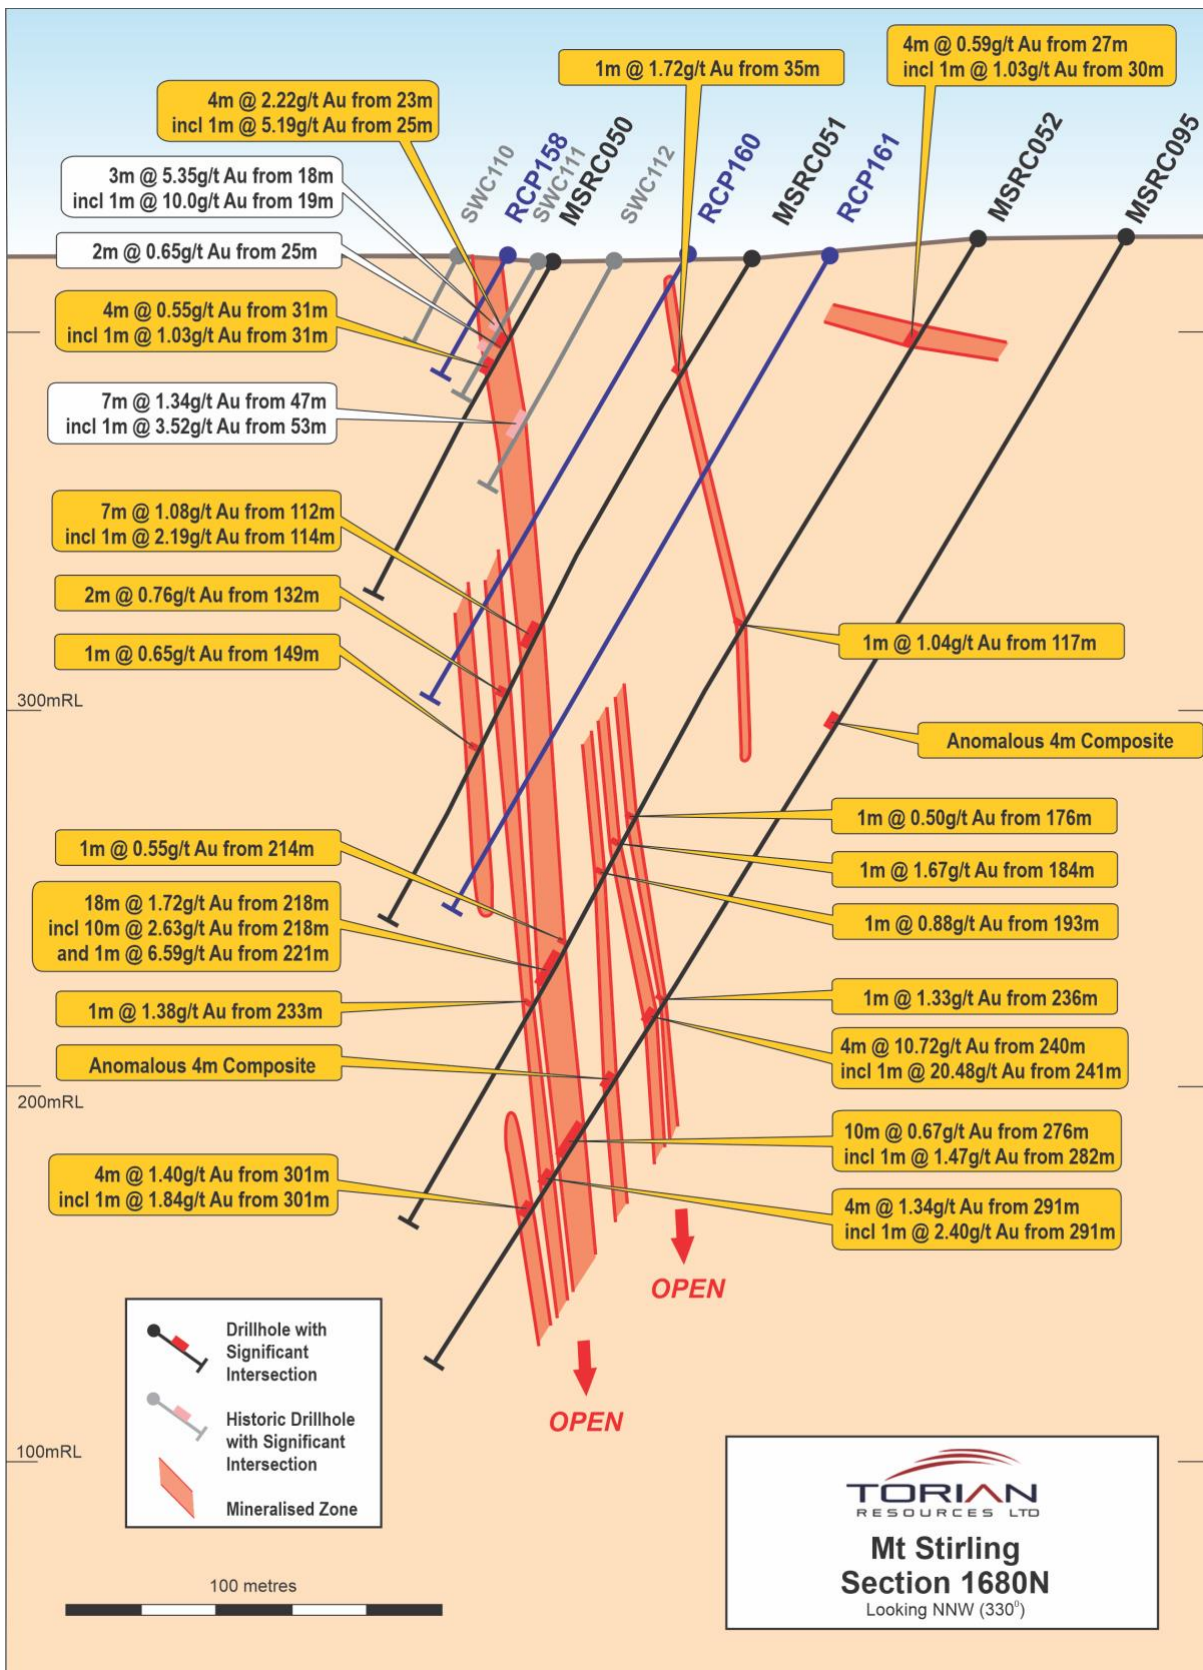 4m @ 0.59g/t Au from 27m
incl 1m @ 1.03g/t Au from 30m
1m @ 1.72g/t Au from 35m
4m @ 2.22g/t Au from 23m
incl 1m @ 5.19g/t Au from 25m
SWC110
RCP158
SWC111
MSRC050
SWC112
RCP160
MSRC051
RCP161
MSRC052
MSRC095
3m @ 5.35g/t Au from 18m
incl 1m @ 10.0g/t Au from 19m
2m @ 0.65g/t Au from 25m
4m @ 0.55g/t Au from 31m
incl 1m @ 1.03g/t Au from 31m
7m @ 1.34g/t Au from 47m
incl 1m @ 3.52g/t Au from 53m
7m @ 1.08g/t Au from 112m
incl 1m @ 2.19g/t Au from 114m
2m @ 0.76g/t Au from 132m
1m @ 0.65g/t Au from 149m
1m @ 1.04g/t Au from 117m
300mRL
Anomalous 4m Composite
1m @ 0.50g/t Au from 176m
1m @ 1.67g/t Au from 184m
1m @ 0.88g/t Au from 193m
1m @ 0.55g/t Au from 214m
18m @ 1.72g/t Au from 218m
incl 10m @ 2.63g/t Au from 218m
and 1m @ 6.59g/t Au from 221m
1m @ 1.38g/t Au from 233m
Anomalous 4m Composite
1m @ 1.33g/t Au from 236m
4m @ 10.72g/t Au from 240m
incl 1m @ 20.48g/t Au from 241m
200mRL
10m @ 0.67g/t Au from 276m
incl 1m @ 1.47g/t Au from 282m
4m @ 1.40g/t Au from 301m
incl 1m @ 1.84g/t Au from 301m
4m @ 1.34g/t Au from 291m
incl 1m @ 2.40g/t Au from 291m
OPEN
OPEN
Drillhole with
Significant
Intersection
Historic Drillhole
with Significant
Intersection
Mineralised Zone
100mRL
100 metres
TORIAN
RESOURCES LTD
Mt Stirling
Section 1680N
Looking NNW (330⁰)